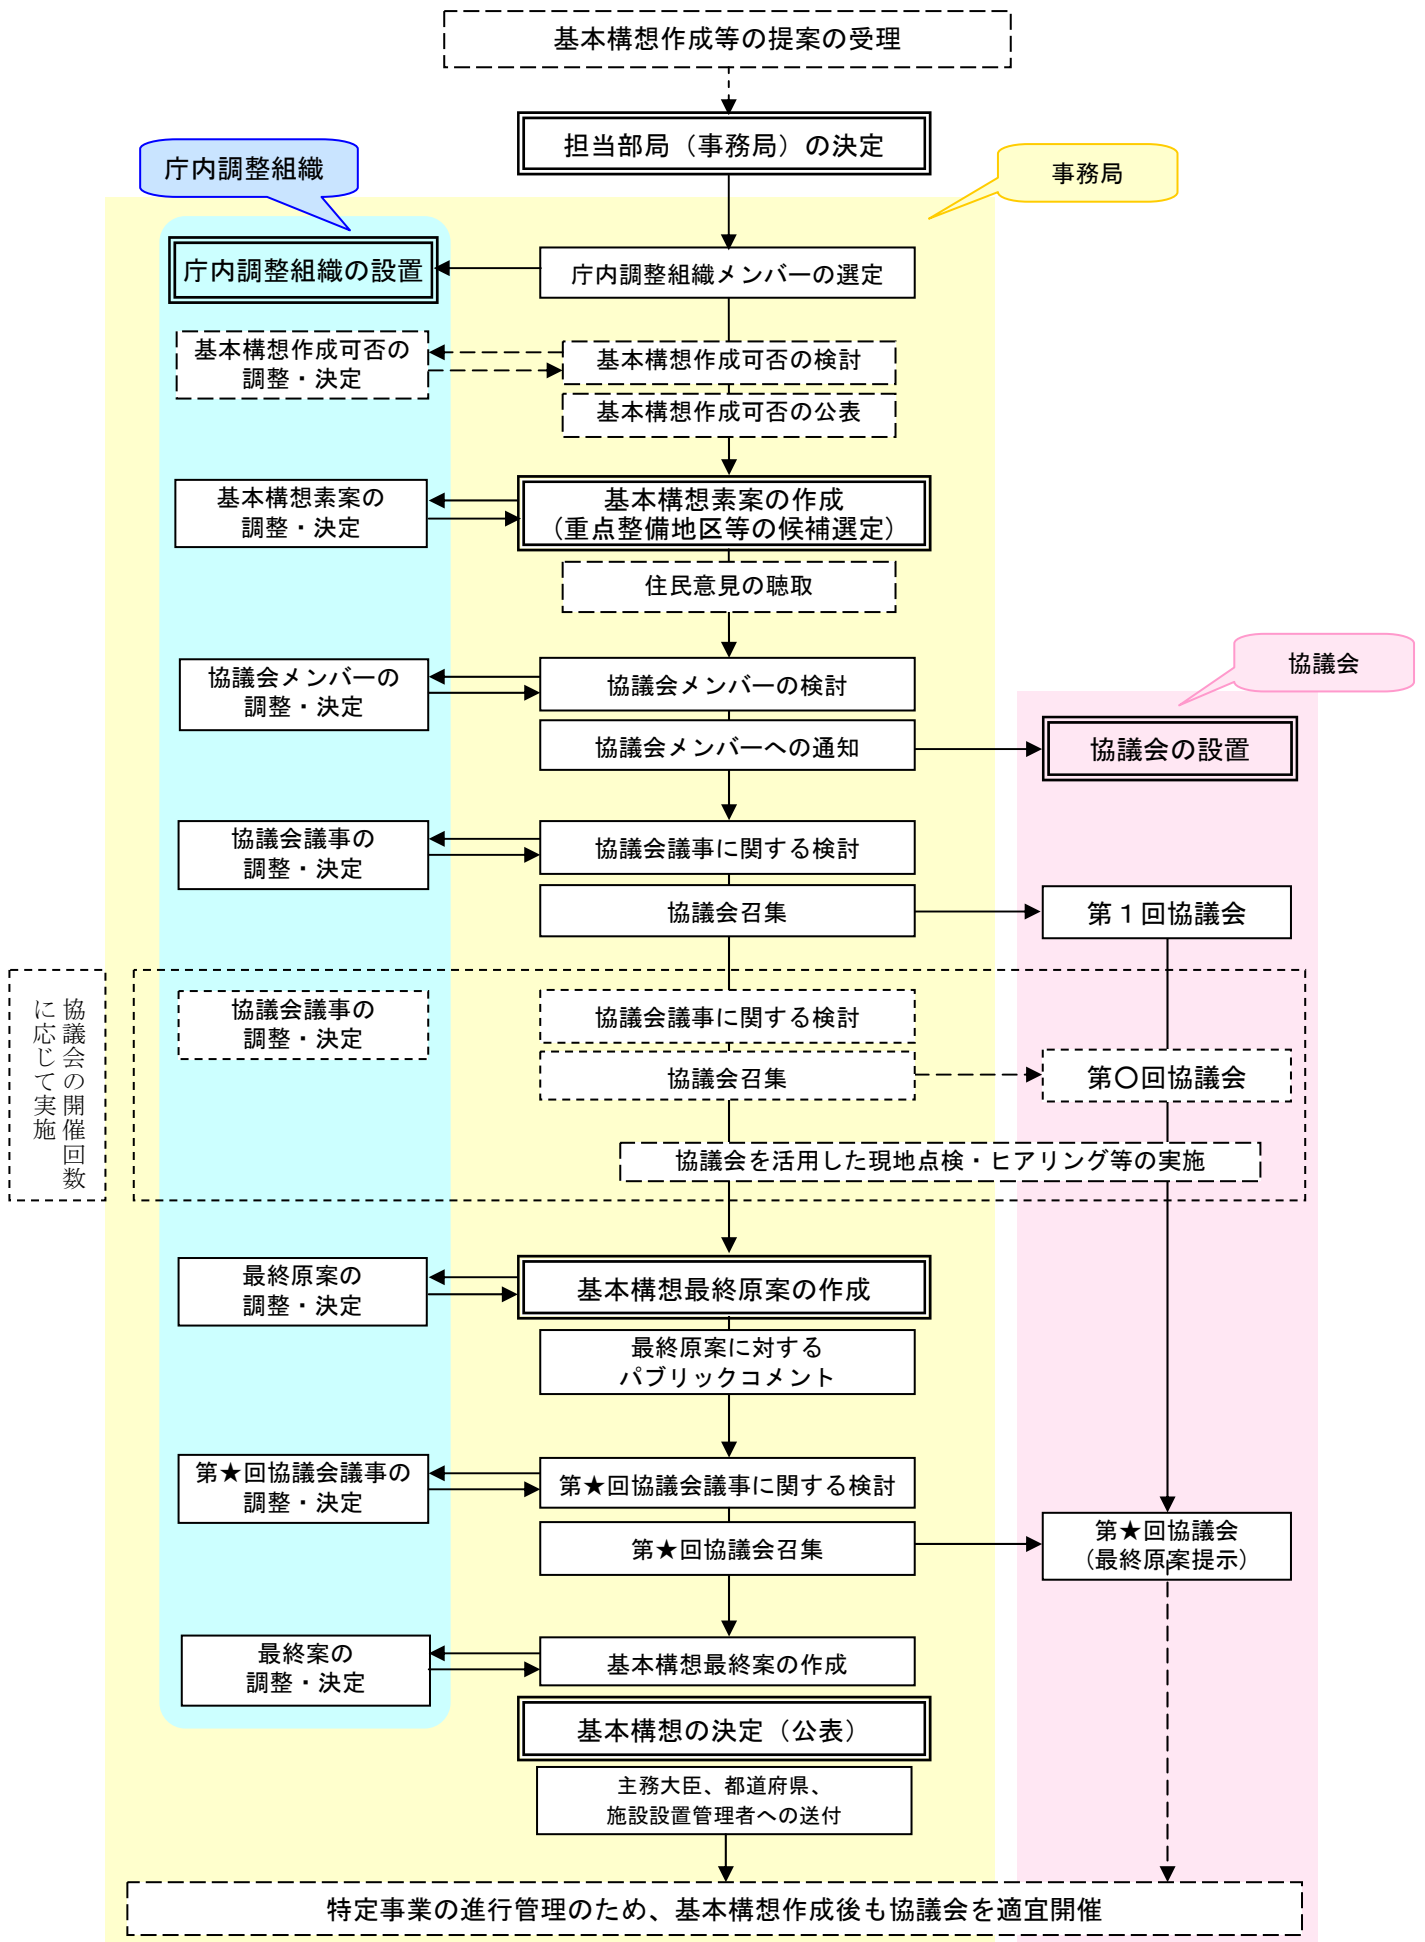 基本構想作成等の提案の受理
担当部局（事務局）の決定
庁内調整組織
事務局
庁内調整組織の設置
庁内調整組織メンバーの選定
基本構想作成可否の
調整・決定
基本構想作成可否の検討
基本構想作成可否の公表
基本構想素案の
調整・決定
基本構想素案の作成
（重点整備地区等の候補選定）
住民意見の聴取
協議会メンバーの
調整・決定
協議会メンバーの検討
協議会
協議会メンバーへの通知
協議会の設置
協議会議事の
調整・決定
協議会議事に関する検討
協議会召集
第１回協議会
協議会の開催回数
に応じて実施
協議会議事の
調整・決定
協議会議事に関する検討
協議会召集
第〇回協議会
協議会を活用した現地点検・ヒアリング等の実施
最終原案の
調整・決定
基本構想最終原案の作成
最終原案に対する
パブリックコメント
第★回協議会議事の
調整・決定
第★回協議会議事に関する検討
第★回協議会召集
第★回協議会
（最終原案提示）
最終案の
調整・決定
基本構想最終案の作成
基本構想の決定（公表）
主務大臣、都道府県、
施設設置管理者への送付
特定事業の進行管理のため、基本構想作成後も協議会を適宜開催